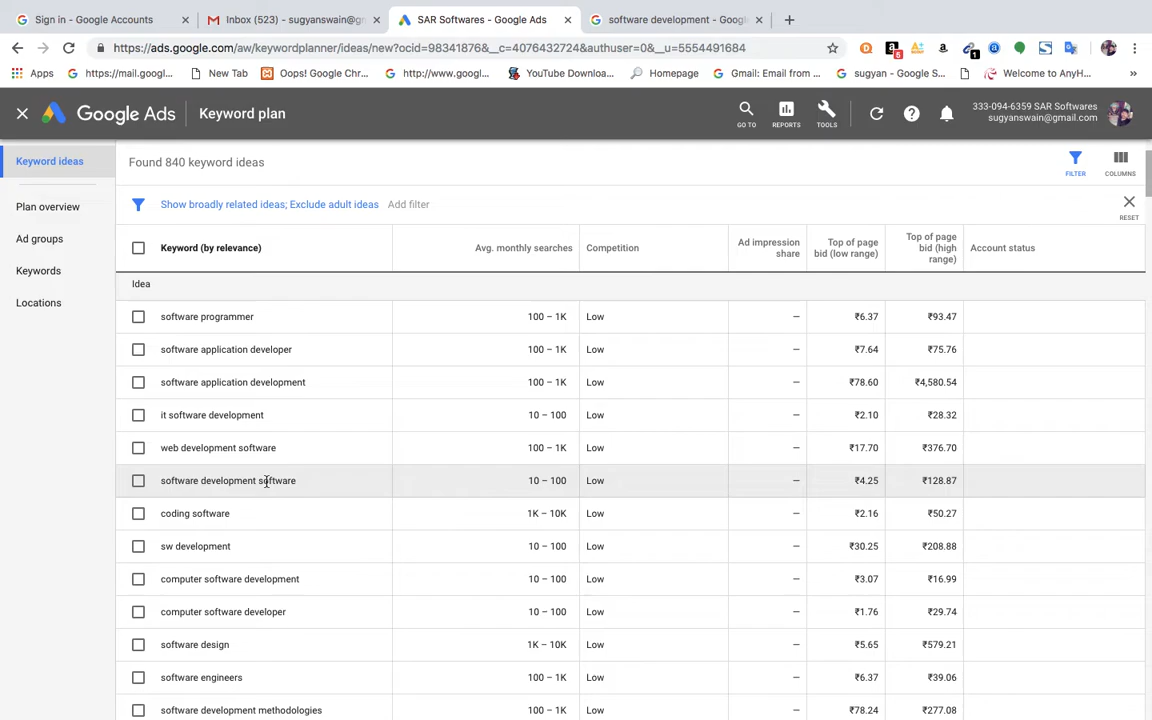 Sign in - Google Accounts
Inbox (523) - sugyanswain@gm
SAR Softwares - Google Ads
software development - Google
https://ads.google.com/aw/keywordplanner/ideas/new?ocid=98341876&__c=4076432724&authuser=0&__u=5554491684
5
1
Apps
https://mail.googl...
New Tab
Oops! Google Chr...
http://www.googl...
YouTube Downloa...
Homepage
Gmail: Email from ...
sugyan - Google S...
Welcome to AnyH...
Google Ads
Keyword plan
GO TO
REPORTS
TOOLS
333-094-6359 SAR Softwares
sugyanswain@gmail.com
Keyword ideas
Plan overview
Ad groups
Keywords
Locations
Found 840 keyword ideas
FILTER
COLUMNS
Show broadly related ideas; Exclude adult ideas Add filter
RESET
Keyword (by relevance)
Avg. monthly searches
Competition
Ad impression
share
Top of page
bid (low range)
Top of page
bid (high
range)
Account status
Idea
software programmer 100 – 1K Low – ₹6.37 ₹93.47
software application developer 100 – 1K Low – ₹7.64 ₹75.76
software application development 100 – 1K Low – ₹78.60 ₹4,580.54
it software development 10 – 100 Low – ₹2.10 ₹28.32
web development software 100 – 1K Low – ₹17.70 ₹376.70
software development software 10 – 100 Low – ₹4.25 ₹128.87
coding software 1K – 10K Low – ₹2.16 ₹50.27
sw development 10 – 100 Low – ₹30.25 ₹208.88
computer software development 10 – 100 Low – ₹3.07 ₹16.99
computer software developer 10 – 100 Low – ₹1.76 ₹29.74
software design 1K – 10K Low – ₹5.65 ₹579.21
software engineers 100 – 1K Low – ₹6.37 ₹39.06
software development methodologies 100 – 1K Low – ₹78.24 ₹277.08